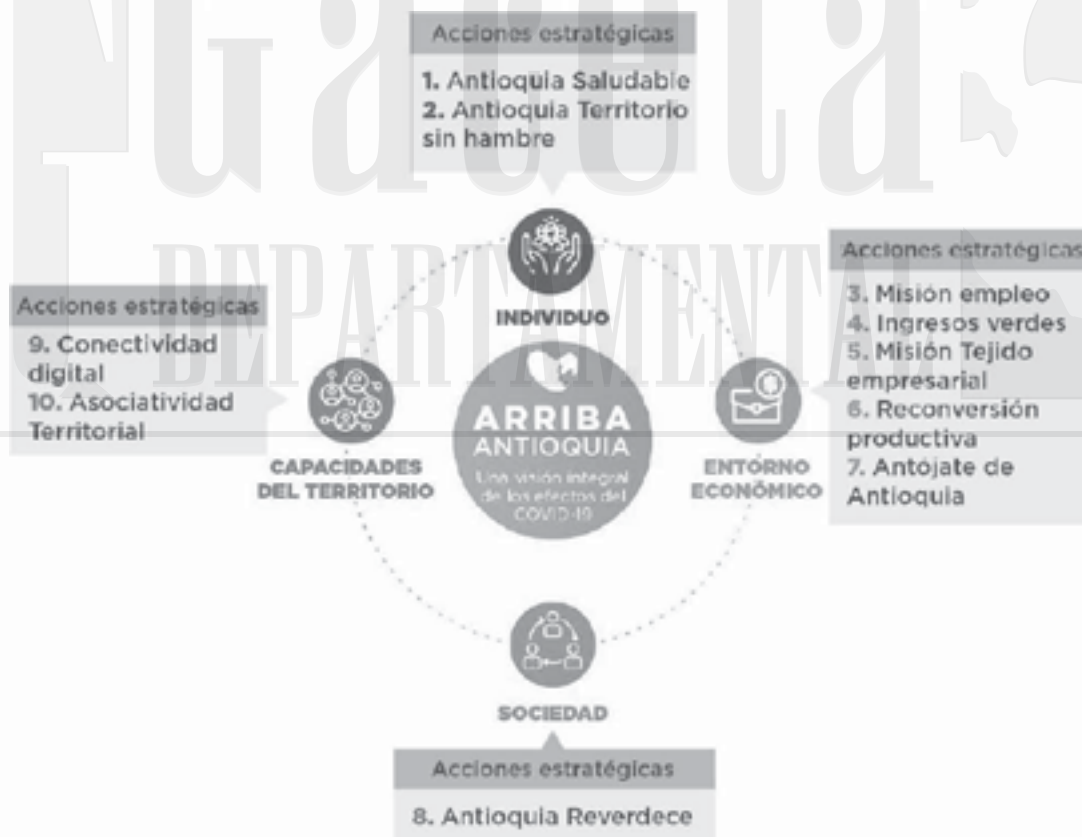 Gaceta
DEPARTAMENTAL
Acciones estratégicas
1. Antioquia Saludable
2. Antioquia Territorio
sin hambre
INDIVIDUO
Acciones estratégicas
3. Misión empleo
4. Ingresos verdes
5. Misión Tejido
empresarial
6. Reconversión
productiva
7. Antójate de
Antioquia
ENTORNO
ECONÓMICO
Acciones estratégicas
9. Conectividad
digital
10. Asociatividad
Territorial
CAPACIDADES
DEL TERRITORIO
ARRIBA
ANTIOQUIA
Una visión integral
de los efectos del
COVID-19
SOCIEDAD
Acciones estratégicas
8. Antioquia Reverdece